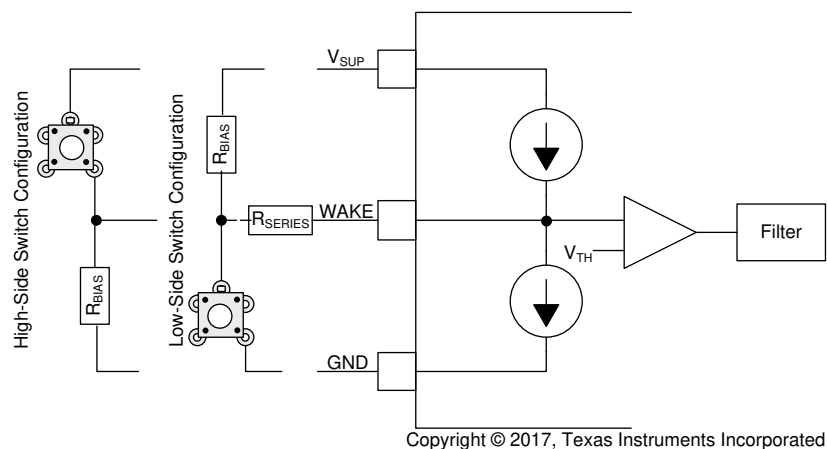 High-Side Switch Configuration
R_BIAS
Low-Side Switch Configuration
R_BIAS
R_SERIES
V_SUP
WAKE
GND
V_TH
Filter
Copyright © 2017, Texas Instruments Incorporated